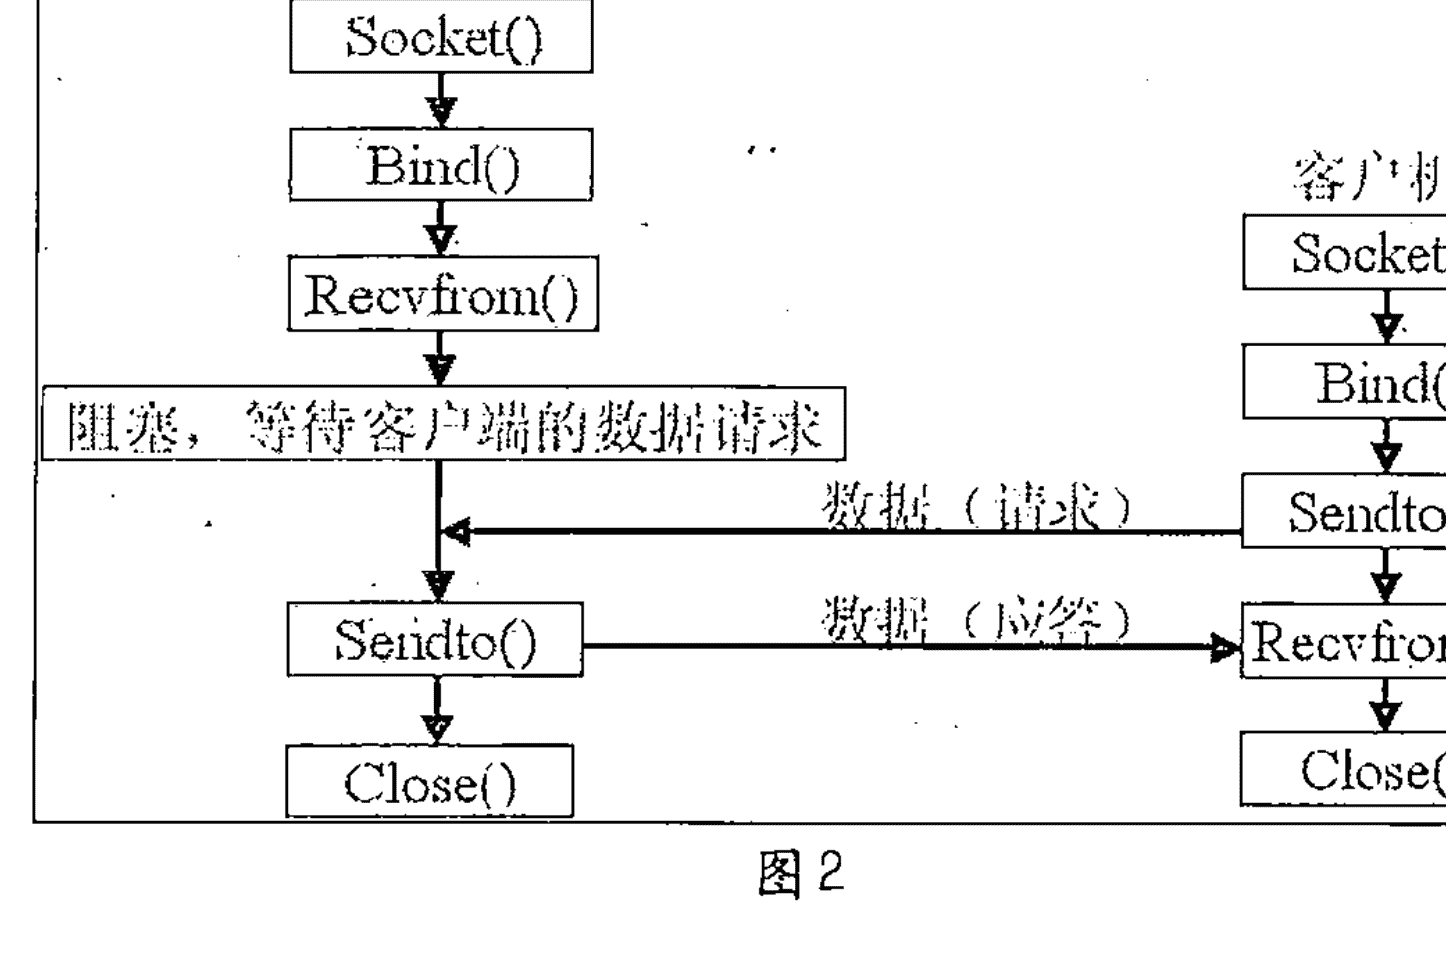 Socket()
Bind()
Recvfrom()
阻塞，等待客户端的数据请求
数据（请求）
数据（应答）
Sendto()
Close()
客户机
Socket
Bind(
Sendto
Recvfrom
Close(
图2